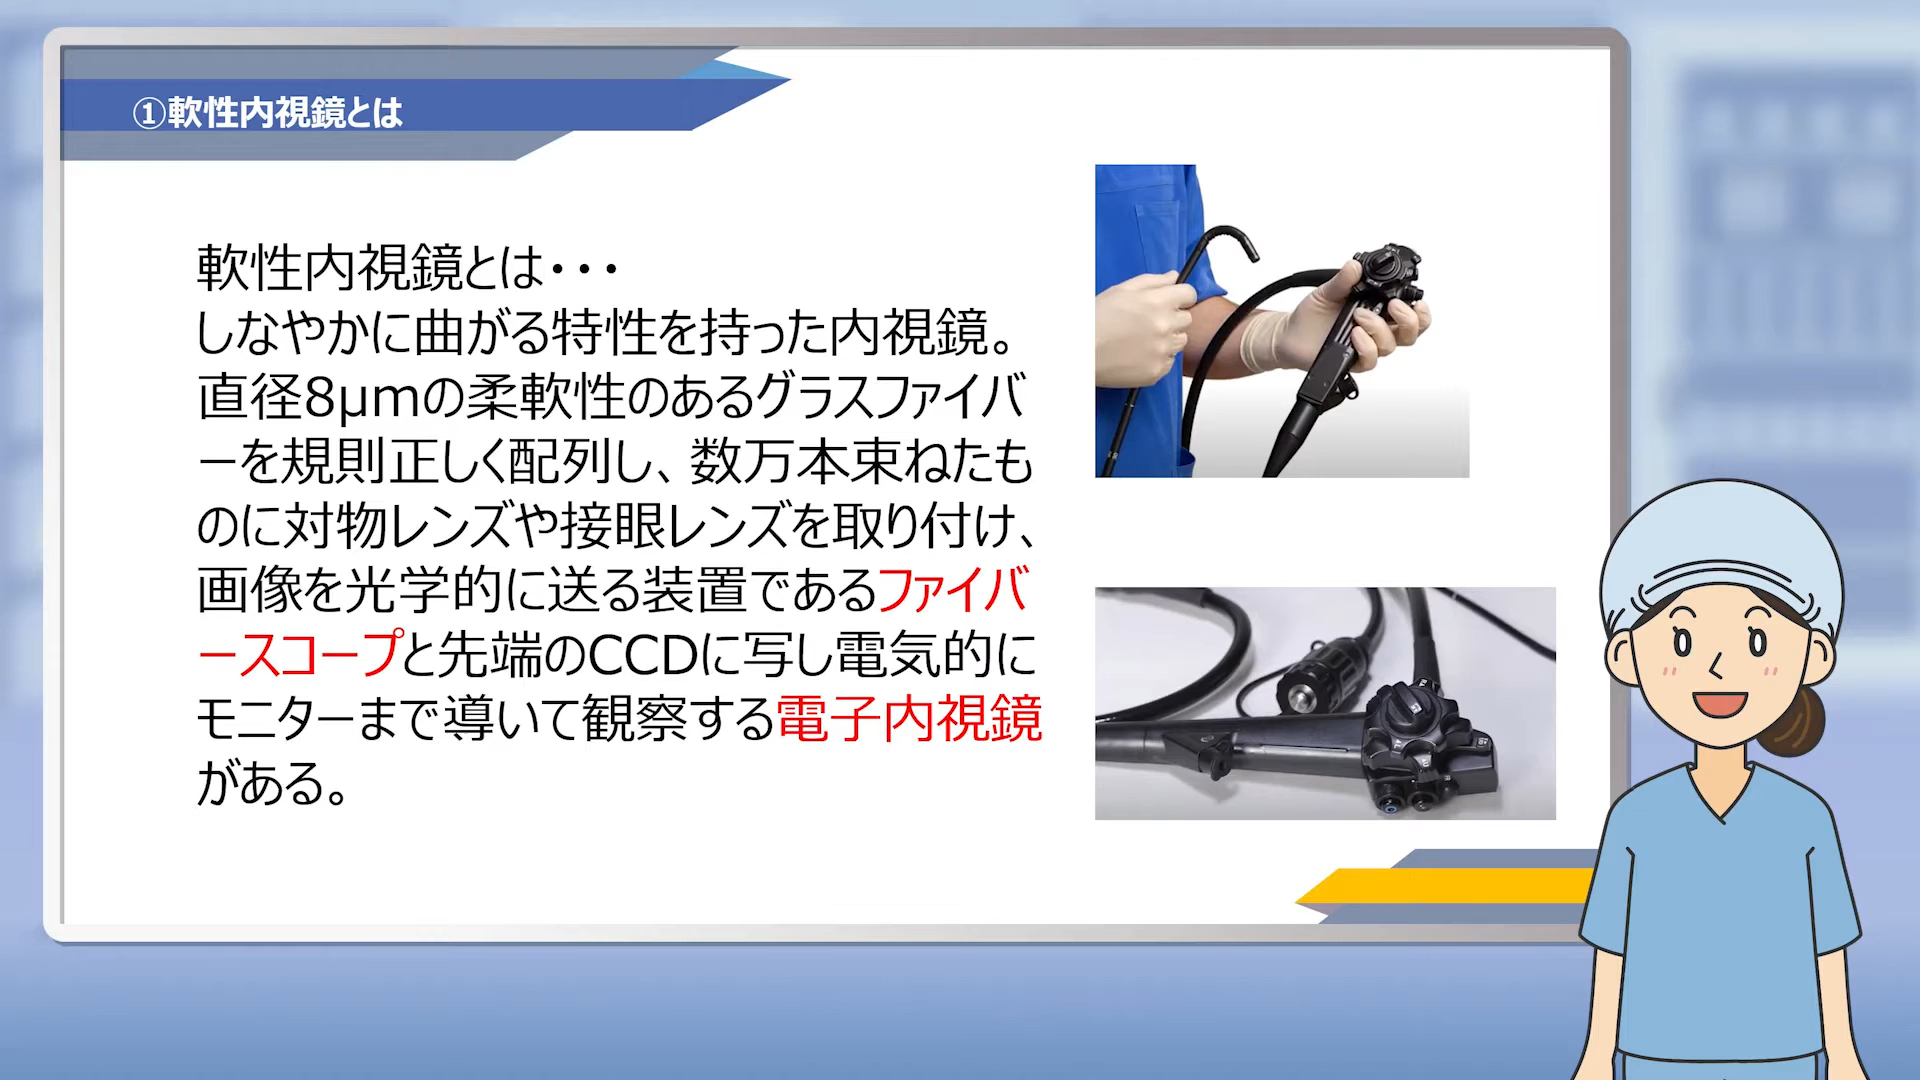 ①軟性内視鏡とは
軟性内視鏡とは・・・
しなやかに曲がる特性を持った内視鏡。
直径8μmの柔軟性のあるグラスファイバ
ーを規則正しく配列し、数万本束ねたも
のに対物レンズや接眼レンズを取り付け、
画像を光学的に送る装置であるファイバ
ースコープと先端のCCDに写し電気的に
モニターまで導いて観察する電子内視鏡
がある。